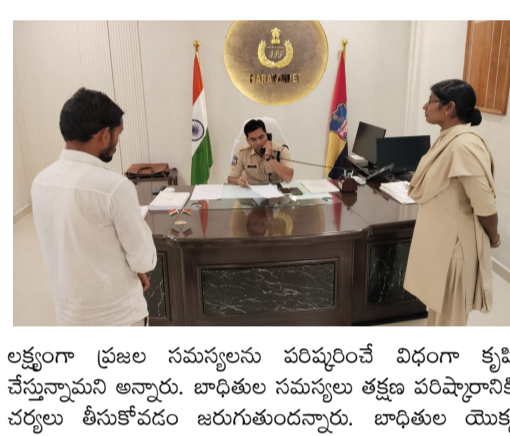 NARAYANPET
లక్ష్యంగా ప్రజల సమస్యలను పరిష్కరించే విధంగా కృషి
చేస్తున్నామని అన్నారు. బాధితుల సమస్యలు తక్షణ పరిష్కారానికి
చర్యలు తీసుకోవడం జరుగుతుందన్నారు. బాధితుల యొక్క